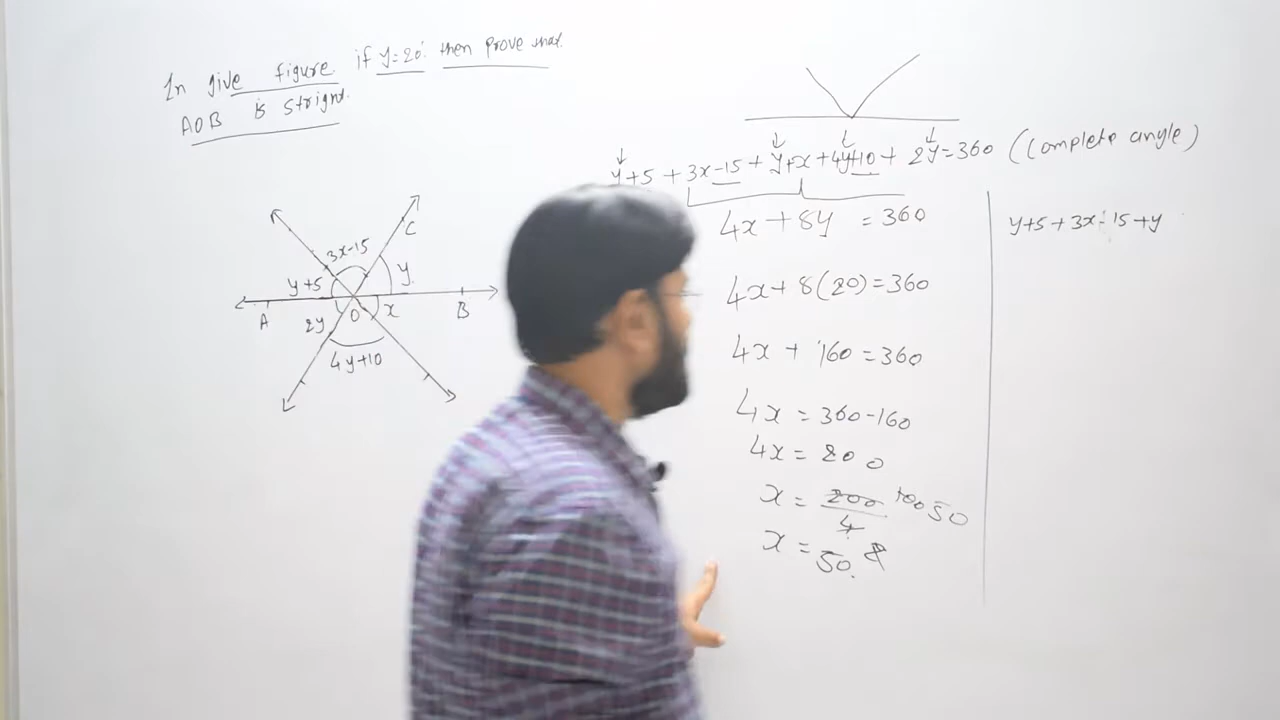 In give figure if y=20° then prove that
AOB is strignt.
y+5 + 3x-15 + y+x+4y+10 + 2y=360 (complete angle)
4x+8y = 360
4x+8(20)=360
4x + 160=360
4x = 360-160
4x = 200
x = 200/4 100 50
x = 50.
y+5+3x-15+y
3x-15
C
y+5
y
A
O
x
B
2y
4y+10